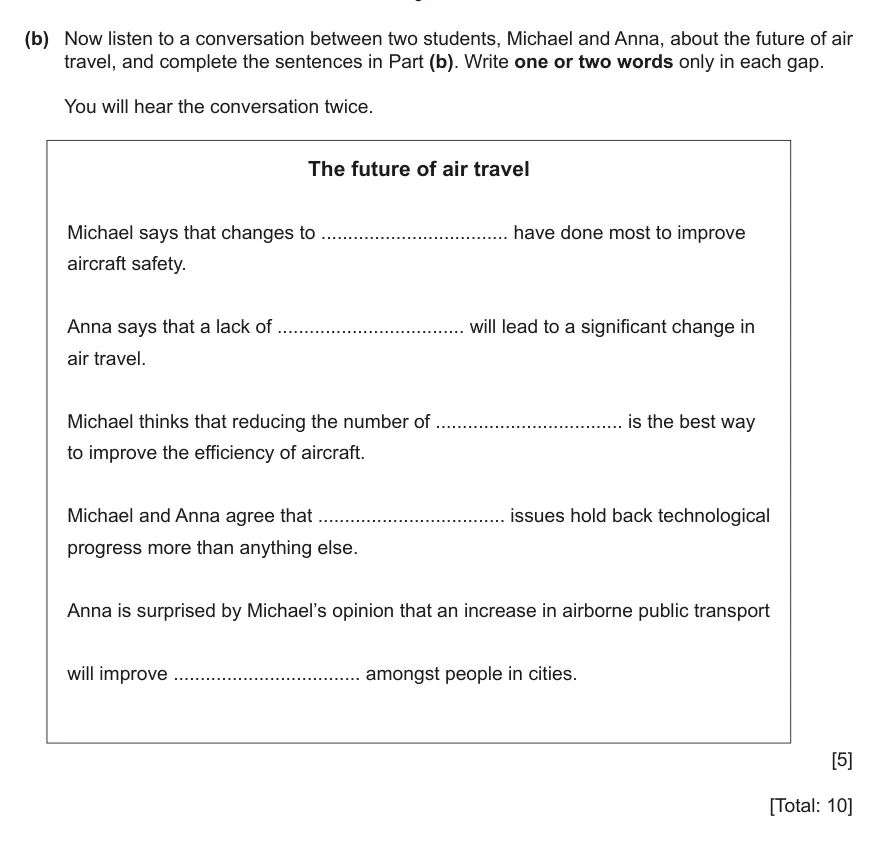 (b) Now listen to a conversation between two students, Michael and Anna, about the future of air
travel, and complete the sentences in Part (b). Write one or two words only in each gap.
You will hear the conversation twice.
The future of air travel
Michael says that changes to ................................... have done most to improve
aircraft safety.
Anna says that a lack of ................................... will lead to a significant change in
air travel.
Michael thinks that reducing the number of ................................... is the best way
to improve the efficiency of aircraft.
Michael and Anna agree that ................................... issues hold back technological
progress more than anything else.
Anna is surprised by Michael’s opinion that an increase in airborne public transport
will improve ................................... amongst people in cities.
[5]
[Total: 10]